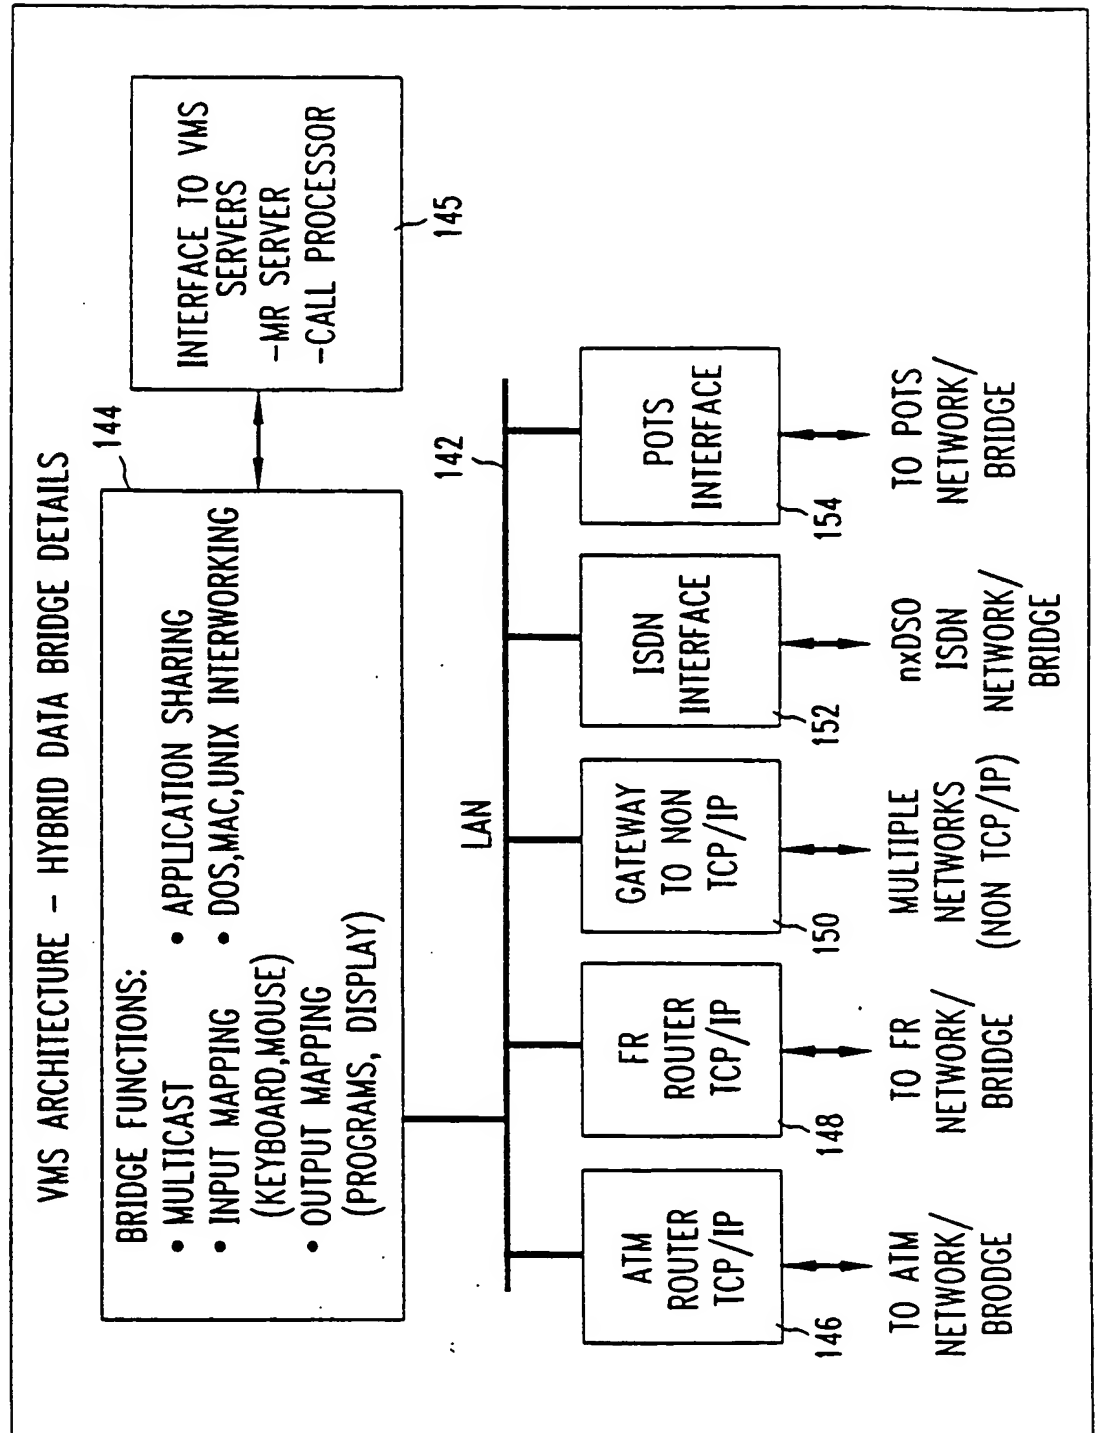 VMS ARCHITECTURE - HYBRID DATA BRIDGE DETAILS
144
BRIDGE FUNCTIONS:
• MULTICAST
• INPUT MAPPING
(KEYBOARD,MOUSE)
• OUTPUT MAPPING
(PROGRAMS, DISPLAY)
• APPLICATION SHARING
• DOS,MAC,UNIX INTERWORKING
INTERFACE TO VMS
SERVERS
-MR SERVER
-CALL PROCESSOR
145
LAN
142
ATM
ROUTER
TCP/IP
146
TO ATM
NETWORK/
BRODGE
FR
ROUTER
TCP/IP
148
TO FR
NETWORK/
BRIDGE
GATEWAY
TO NON
TCP/IP
150
MULTIPLE
NETWORKS
(NON TCP/IP)
ISDN
INTERFACE
152
nxDSO
ISDN
NETWORK/
BRIDGE
POTS
INTERFACE
154
TO POTS
NETWORK/
BRIDGE